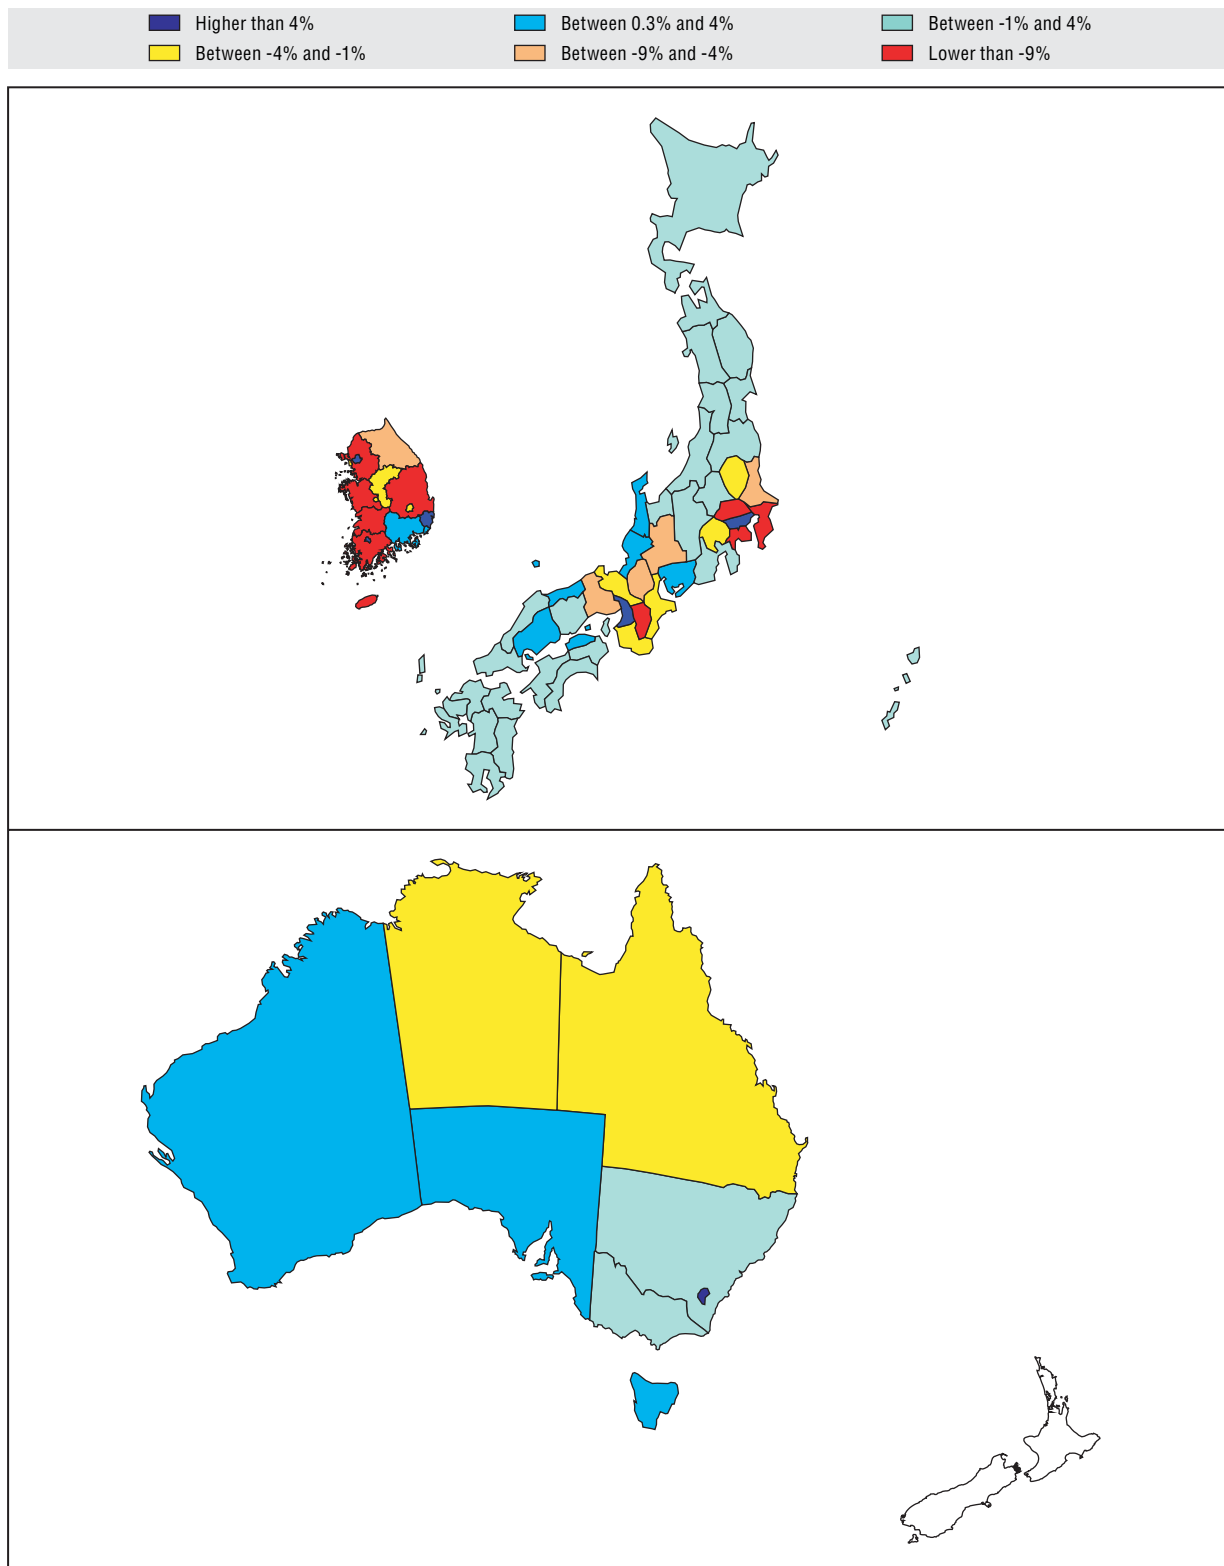 Higher than 4% Between 0.3% and 4% Between -1% and 4%
Between -4% and -1% Between -9% and -4% Lower than -9%